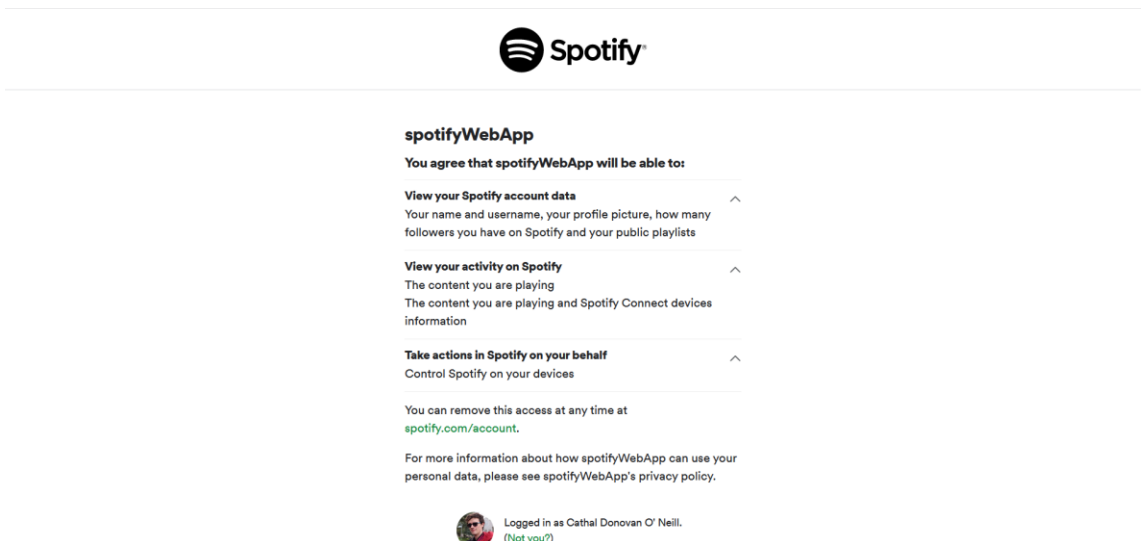 Spotify®
spotifyWebApp
You agree that spotifyWebApp will be able to:
View your Spotify account data
Your name and username, your profile picture, how many
followers you have on Spotify and your public playlists
View your activity on Spotify
The content you are playing
The content you are playing and Spotify Connect devices
information
Take actions in Spotify on your behalf
Control Spotify on your devices
You can remove this access at any time at
spotify.com/account.
For more information about how spotifyWebApp can use your
personal data, please see spotifyWebApp's privacy policy.
Logged in as Cathal Donovan O' Neill.
(Not you?)